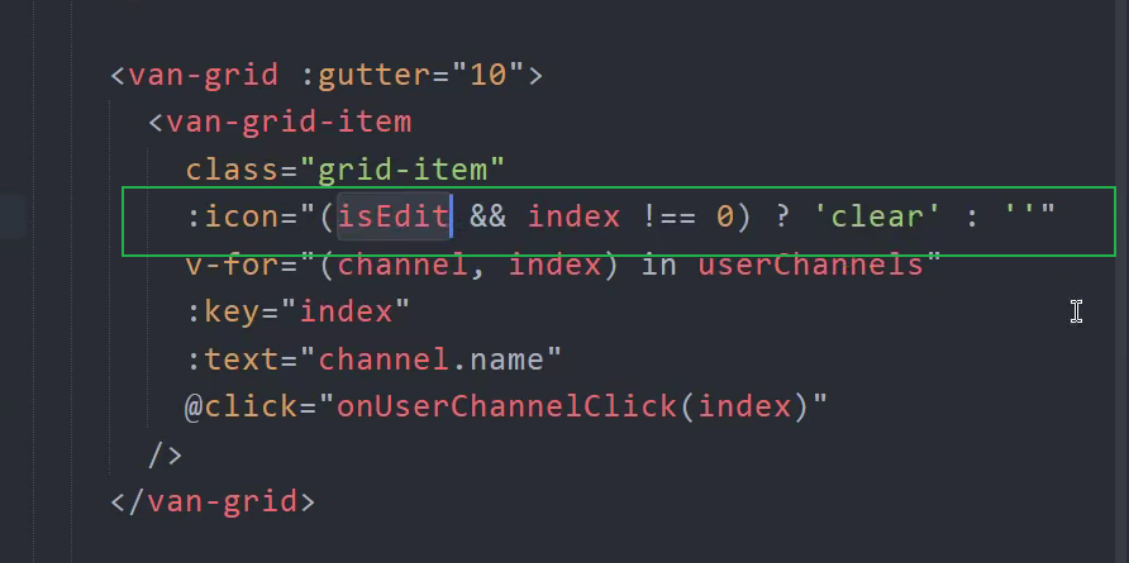 <van-grid :gutter="10">
<van-grid-item
class="grid-item"
:icon="(isEdit && index !== 0) ? 'clear' : ''"
v-for="(channel, index) in userChannels"
:key="index"
:text="channel.name"
@click="onUserChannelClick(index)"
/>
</van-grid>